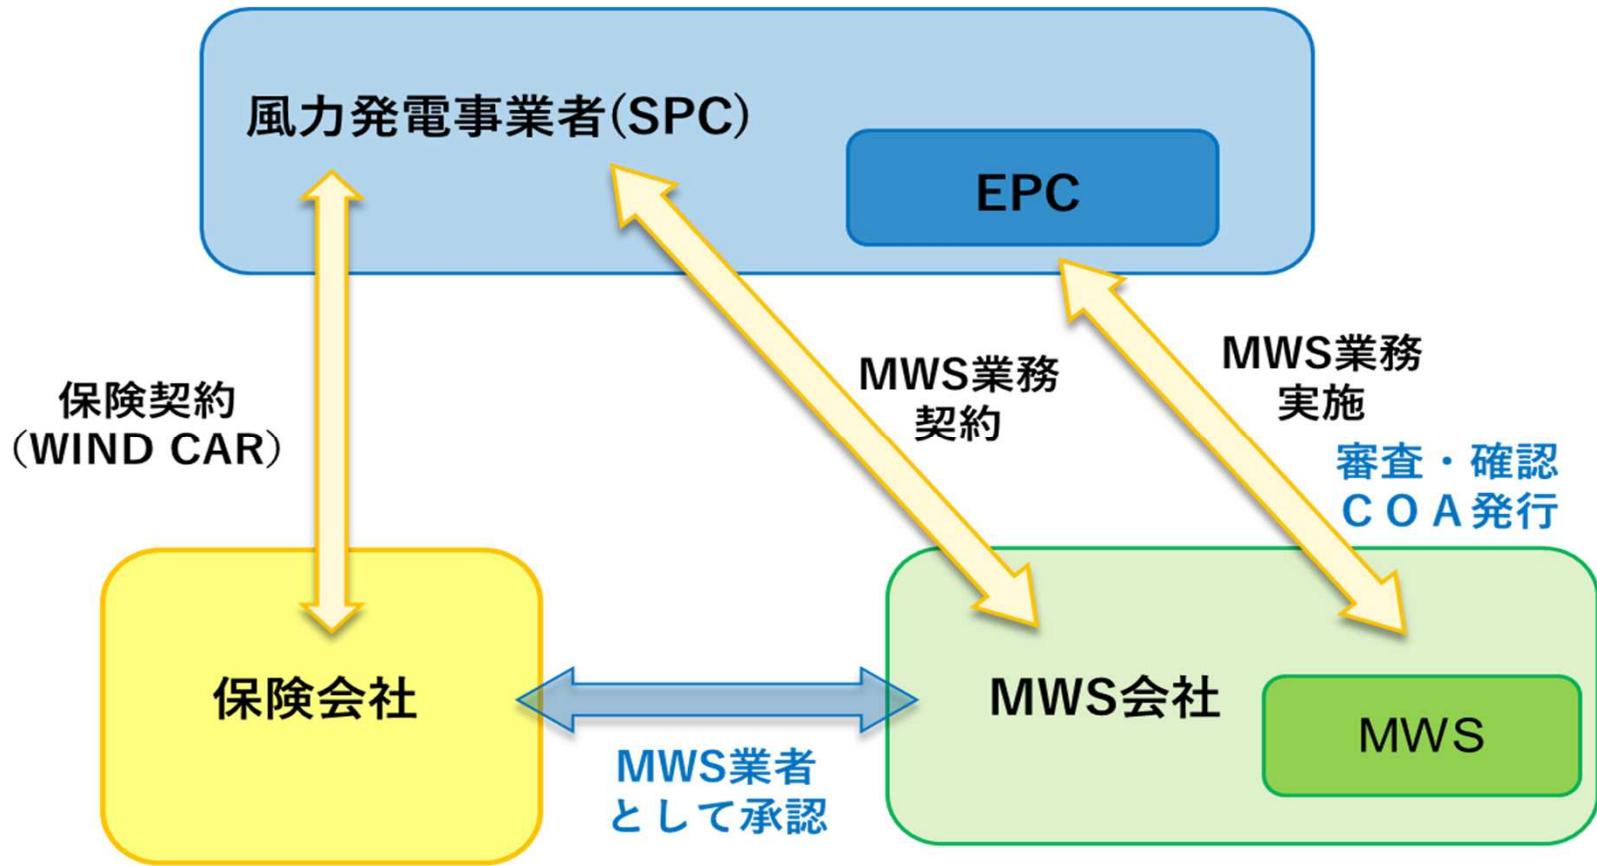 風力発電事業者(SPC)
EPC
保険契約
(WIND CAR)
MWS業務
契約
MWS業務
実施
審査・確認
ＣＯＡ発行
保険会社
MWS業者
として承認
MWS会社
MWS